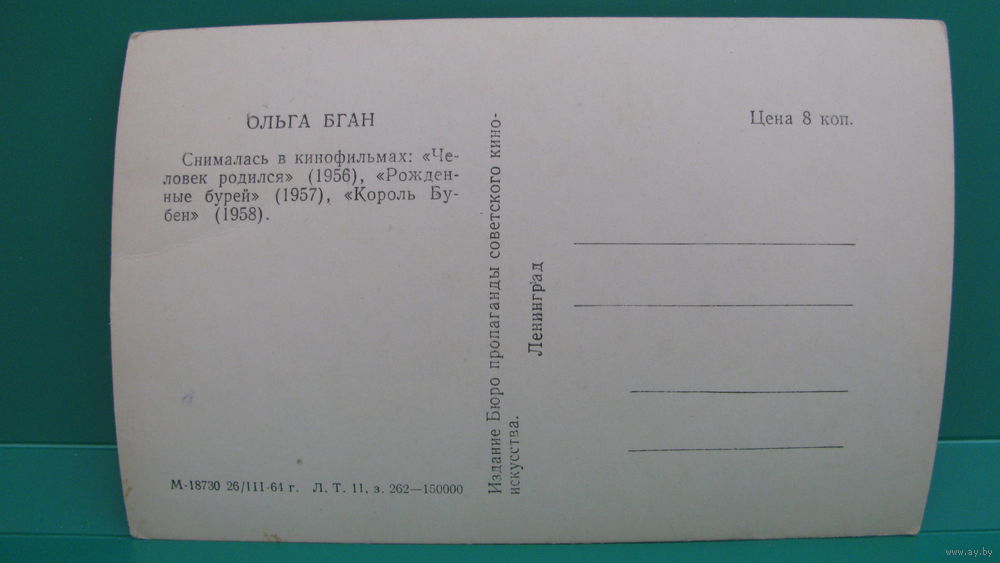 ОЛЬГА БГАН
Снималась в кинофильмах: «Че-
ловек родился» (1956), «Рожден-
ные бурей» (1957), «Король Бу-
бен» (1958).
М-18730 26/III-64 г. Л. Т. 11, з. 262—150000
Издание Бюро пропаганды советского кино-
искусства.
Ленинград
Цена 8 коп.
www.ay.by